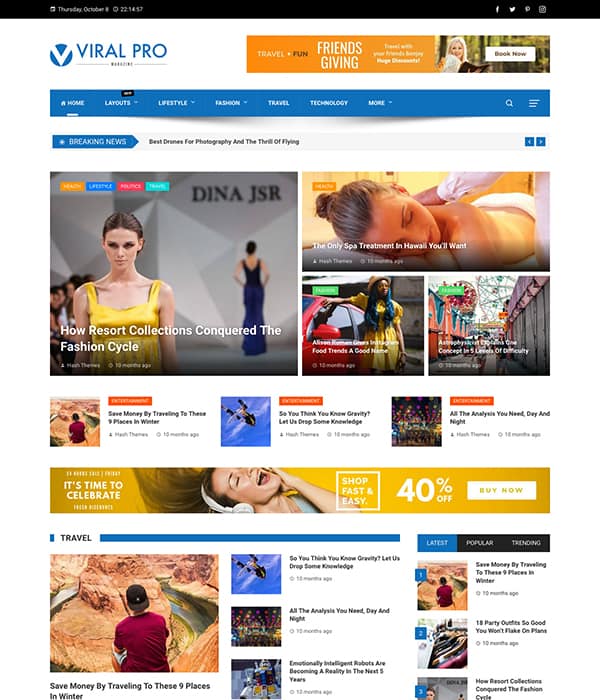 Thursday, October 8 22:14:57
VIRAL PRO
MAGAZINE
TRAVEL + FUN
FRIENDS
GIVING
Travel with
your friends &enjoy
Huge Discounts!
Book Now
NEW
HOME LAYOUTS LIFESTYLE FASHION TRAVEL TECHNOLOGY MORE
BREAKING NEWS
Best Drones For Photography And The Thrill Of Flying
HEALTH LIFESTYLE POLITICS TRAVEL
DINA JSR
How Resort Collections Conquered The
Fashion Cycle
Hash Themes 10 months ago
HEALTH
The Only Spa Treatment In Hawaii You'll Want
Hash Themes 10 months ago
FASHION
Alison Roman Gives Instagram
Food Trends A Good Name
10 months ago
FASHION
Astrophysicist Explains One
Concept In 5 Levels Of Difficulty
10 months ago
ENTERTAINMENT
Save Money By Traveling To These
9 Places In Winter
Hash Themes 10 months ago
ENTERTAINMENT
So You Think You Know Gravity?
Let Us Drop Some Knowledge
Hash Themes 10 months ago
ENTERTAINMENT
All The Analysis You Need, Day And
Night
Hash Themes 10 months ago
24 HOURS SALE | FRIDAY
IT'S TIME TO
CELEBRATE
FRESH DISCOUNTS
SHOP
FAST &
EASY.
40% OFF
BUY NOW
TRAVEL
Save Money By Traveling To These 9 Places
In Winter
So You Think You Know Gravity? Let Us
Drop Some Knowledge
10 months ago
All The Analysis You Need, Day And
Night
10 months ago
Emotionally Intelligent Robots Are
Becoming A Reality In The Next 5
Years
10 months ago
LATEST POPULAR TRENDING
1
Save Money By Traveling
To These 9 Places In
Winter
10 months ago
2
18 Party Outfits So Good
You Won't Flake On Plans
10 months ago
3
How Resort Collections
Conquered The Fashion
Cycle